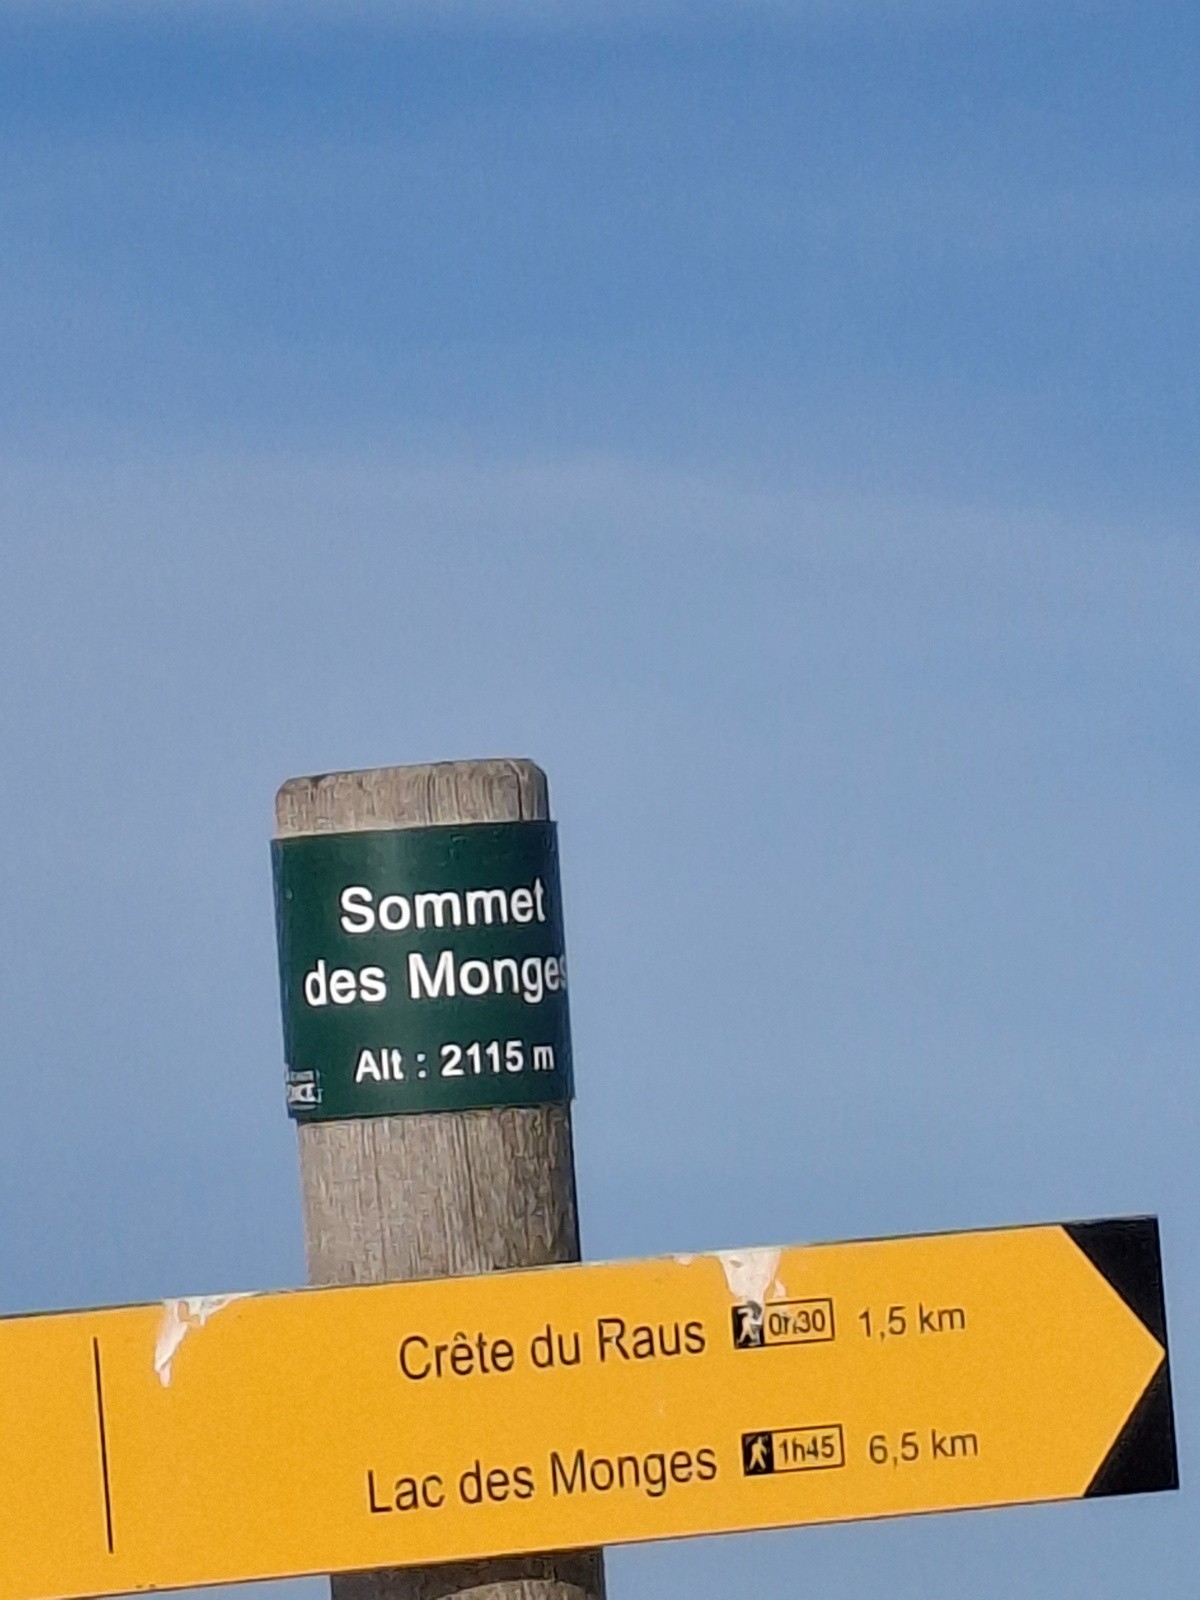 Sommet
des Monges
Alt : 2115 m
Crête du Raus 0h30 1,5 km
Lac des Monges 1h45 6,5 km